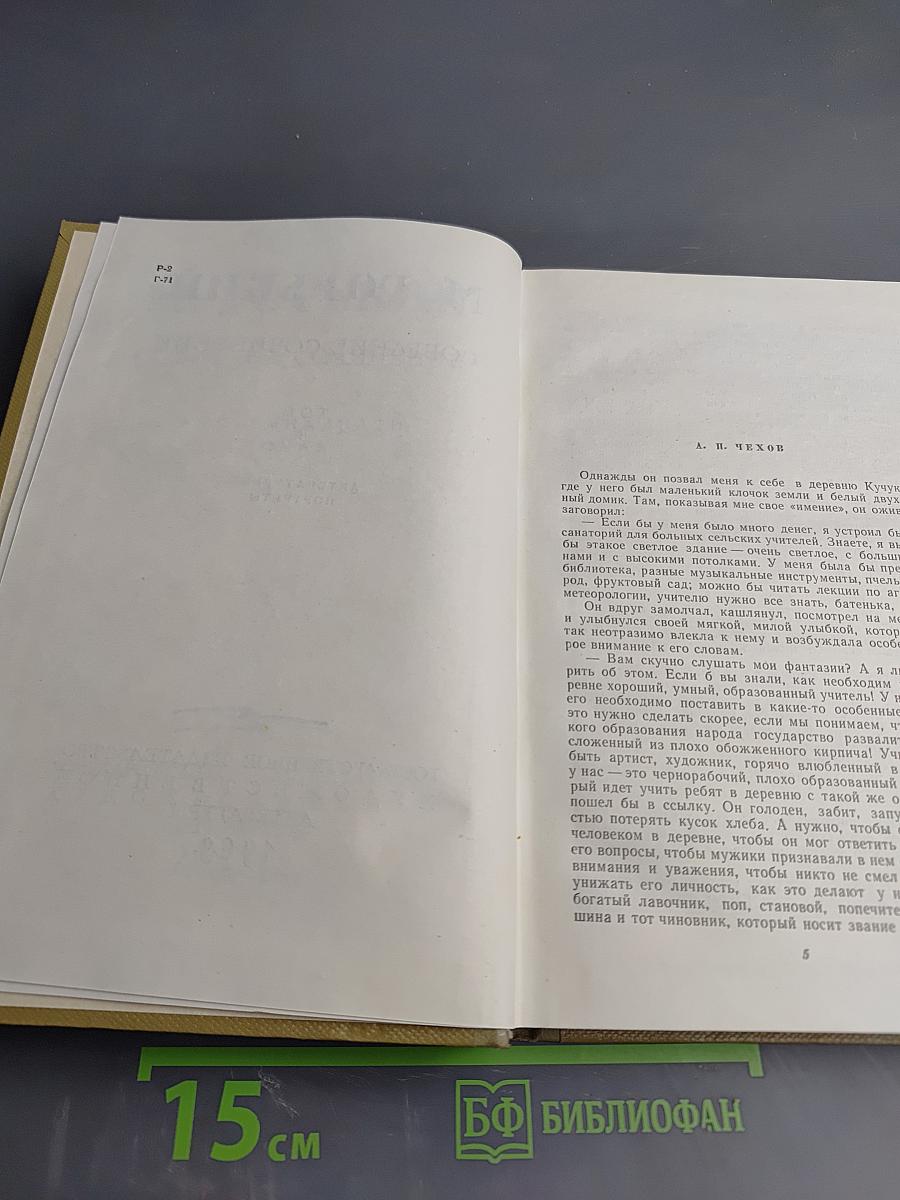 Р-2
Г-71
А. П. ЧЕХОВ
Однажды он позвал меня к себе в деревню Кучук
где у него был маленький клочок земли и белый двух
ный домик. Там, показывая мне свое «имение», он ожив
заговорил:
— Если бы у меня было много денег, я устроил бы
санаторий для больных сельских учителей. Знаете, я вы
бы этакое светлое здание — очень светлое, с больш
нами и с высокими потолками. У меня была бы пре
библиотека, разные музыкальные инструменты, пчель
род, фруктовый сад; можно бы читать лекции по аг
метеорологии, учителю нужно все знать, батенька,
Он вдруг замолчал, кашлянул, посмотрел на ме
и улыбнулся своей мягкой, милой улыбкой, котор
так неотразимо влекла к нему и возбуждала особе
рое внимание к его словам.
— Вам скучно слушать мои фантазии? А я лю
рить об этом. Если б вы знали, как необходим
ревне хороший, умный, образованный учитель! У н
его необходимо поставить в какие-то особенные
это нужно сделать скорее, если мы понимаем, чт
кого образования народа государство развалит
сложенный из плохо обожженного кирпича! Учи
быть артист, художник, горячо влюбленный в
у нас — это чернорабочий, плохо образованный
рый идет учить ребят в деревню с такой же о
пошел бы в ссылку. Он голоден, забит, запу
стью потерять кусок хлеба. А нужно, чтобы о
человеком в деревне, чтобы он мог ответить
его вопросы, чтобы мужики признавали в нем
внимания и уважения, чтобы никто не смел
унижать его личность, как это делают у н
богатый лавочник, поп, становой, попечите
шина и тот чиновник, который носит звание
5
15 см
БФ БИБЛИОФАН